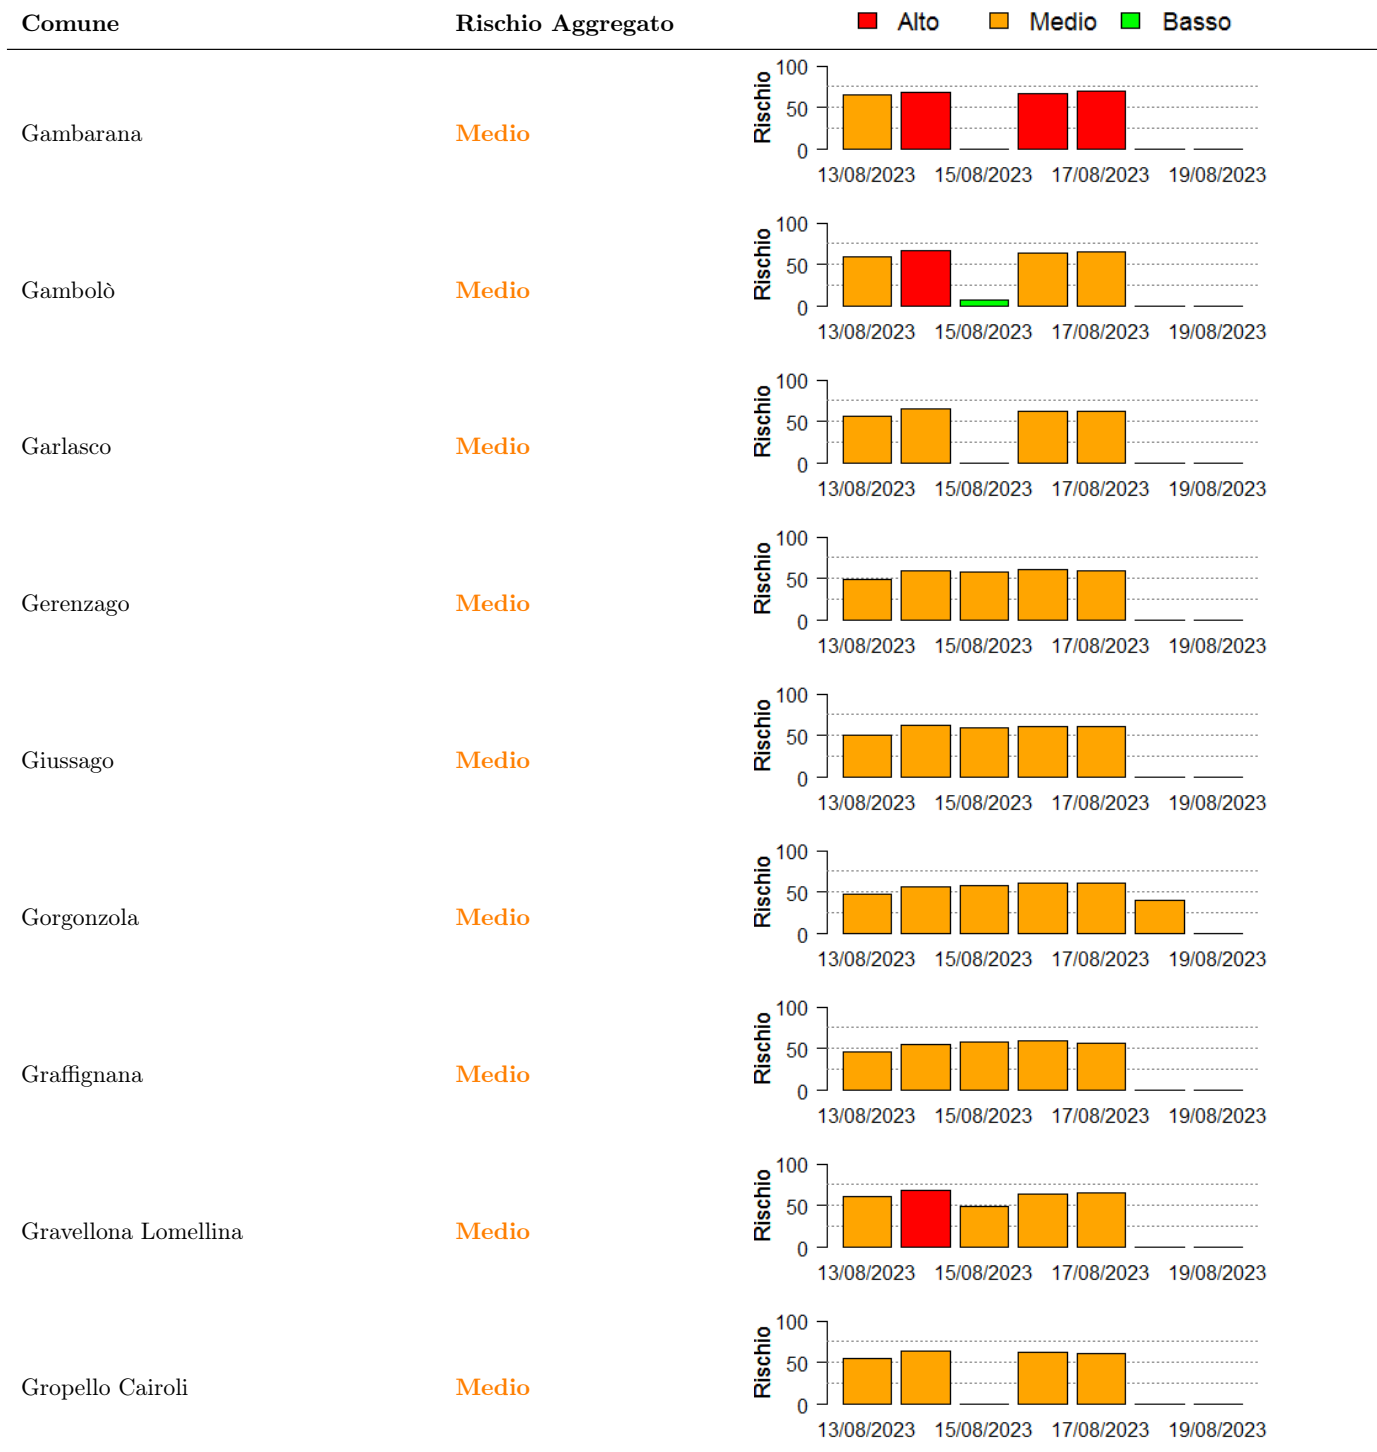 Comune Rischio Aggregato Alto Medio Basso
Gambarana Medio
Rischio
100
50
0
13/08/2023 15/08/2023 17/08/2023 19/08/2023
Gambolò Medio
Rischio
100
50
0
13/08/2023 15/08/2023 17/08/2023 19/08/2023
Garlasco Medio
Rischio
100
50
0
13/08/2023 15/08/2023 17/08/2023 19/08/2023
Gerenzago Medio
Rischio
100
50
0
13/08/2023 15/08/2023 17/08/2023 19/08/2023
Giussago Medio
Rischio
100
50
0
13/08/2023 15/08/2023 17/08/2023 19/08/2023
Gorgonzola Medio
Rischio
100
50
0
13/08/2023 15/08/2023 17/08/2023 19/08/2023
Graffignana Medio
Rischio
100
50
0
13/08/2023 15/08/2023 17/08/2023 19/08/2023
Gravellona Lomellina Medio
Rischio
100
50
0
13/08/2023 15/08/2023 17/08/2023 19/08/2023
Gropello Cairoli Medio
Rischio
100
50
0
13/08/2023 15/08/2023 17/08/2023 19/08/2023